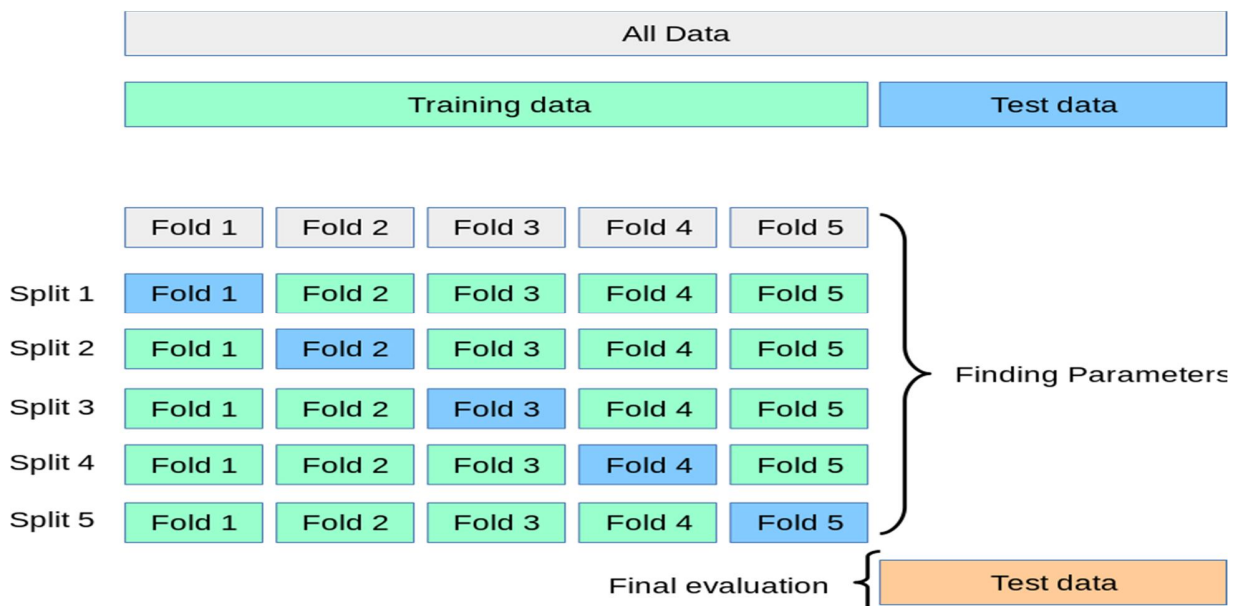 All Data
Training data Test data
Fold 1 Fold 2 Fold 3 Fold 4 Fold 5
Split 1 Fold 1 Fold 2 Fold 3 Fold 4 Fold 5
Split 2 Fold 1 Fold 2 Fold 3 Fold 4 Fold 5
Finding Parameters
Split 3 Fold 1 Fold 2 Fold 3 Fold 4 Fold 5
Split 4 Fold 1 Fold 2 Fold 3 Fold 4 Fold 5
Split 5 Fold 1 Fold 2 Fold 3 Fold 4 Fold 5
Final evaluation Test data